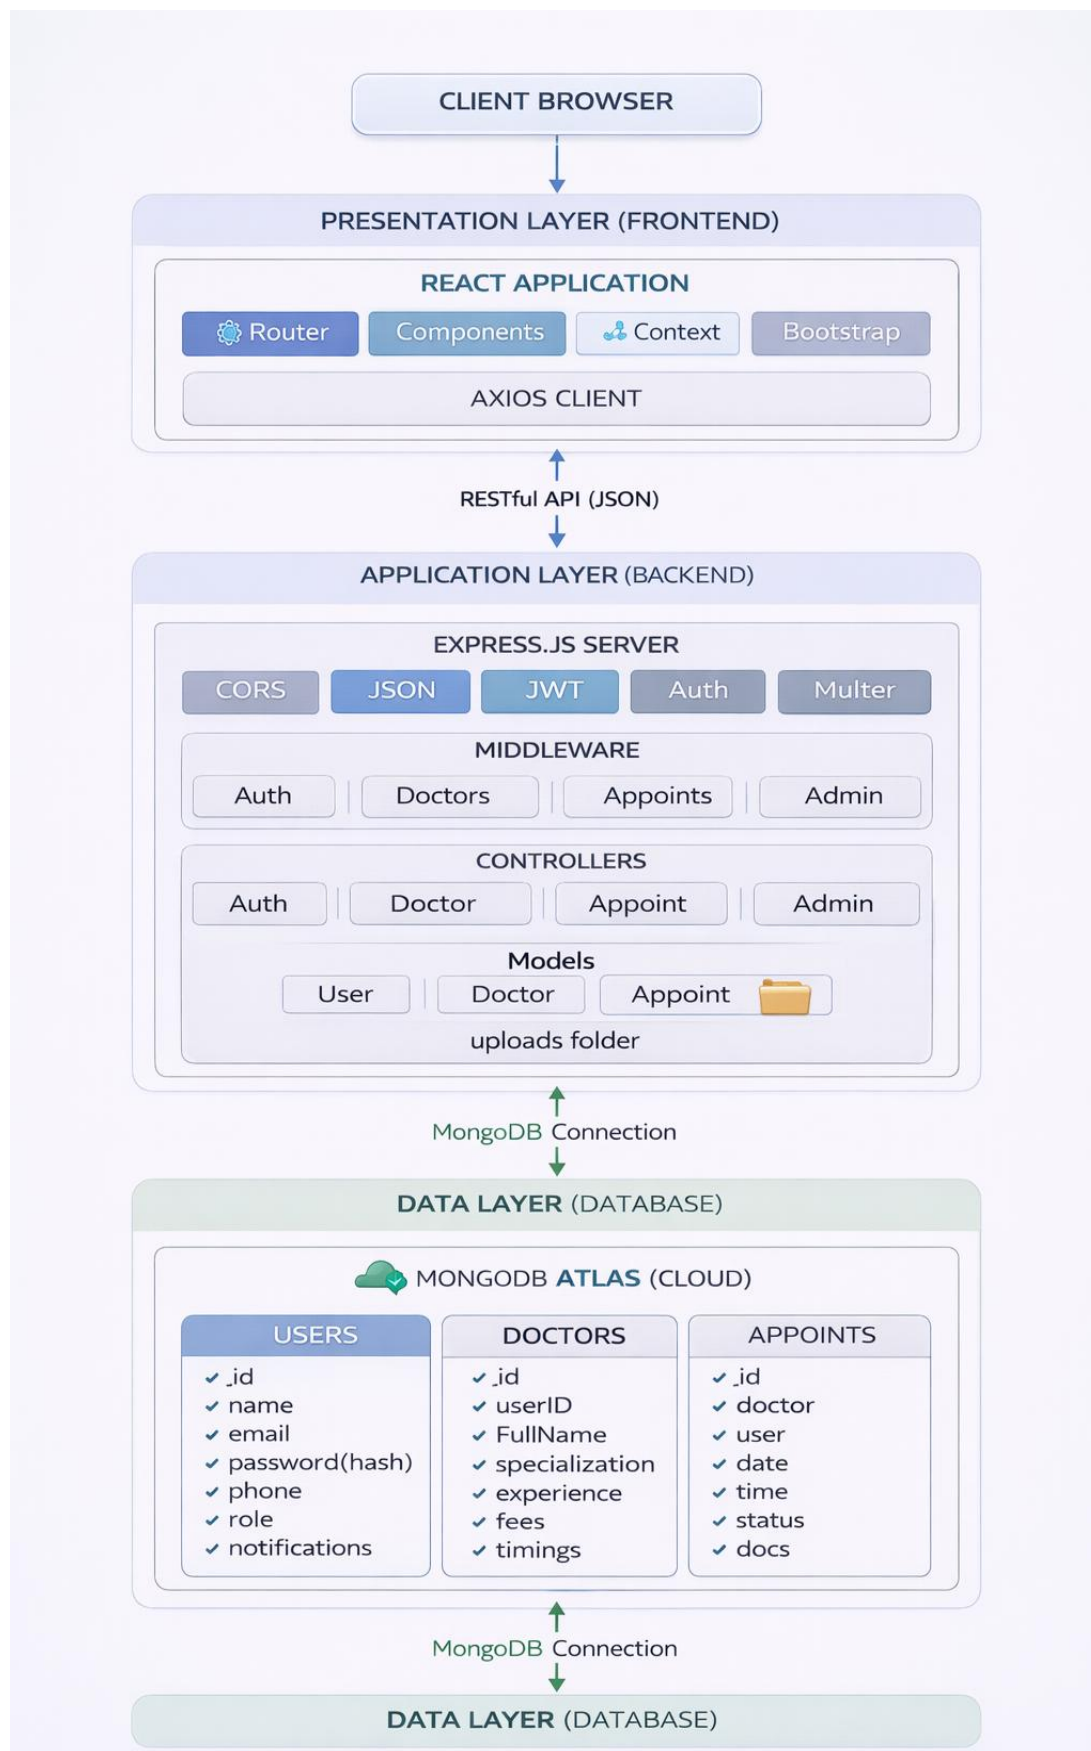 CLIENT BROWSER
PRESENTATION LAYER (FRONTEND)
REACT APPLICATION
Router Components Context Bootstrap
AXIOS CLIENT
RESTful API (JSON)
APPLICATION LAYER (BACKEND)
EXPRESS.JS SERVER
CORS JSON JWT Auth Multer
MIDDLEWARE
Auth Doctors Appoints Admin
CONTROLLERS
Auth Doctor Appoint Admin
Models
User Doctor Appoint
uploads folder
MongoDB Connection
DATA LAYER (DATABASE)
MONGODB ATLAS (CLOUD)
USERS
_id
name
email
password(hash)
phone
role
notifications
DOCTORS
_id
userID
FullName
specialization
experience
fees
timings
APPOINTS
_id
doctor
user
date
time
status
docs
MongoDB Connection
DATA LAYER (DATABASE)